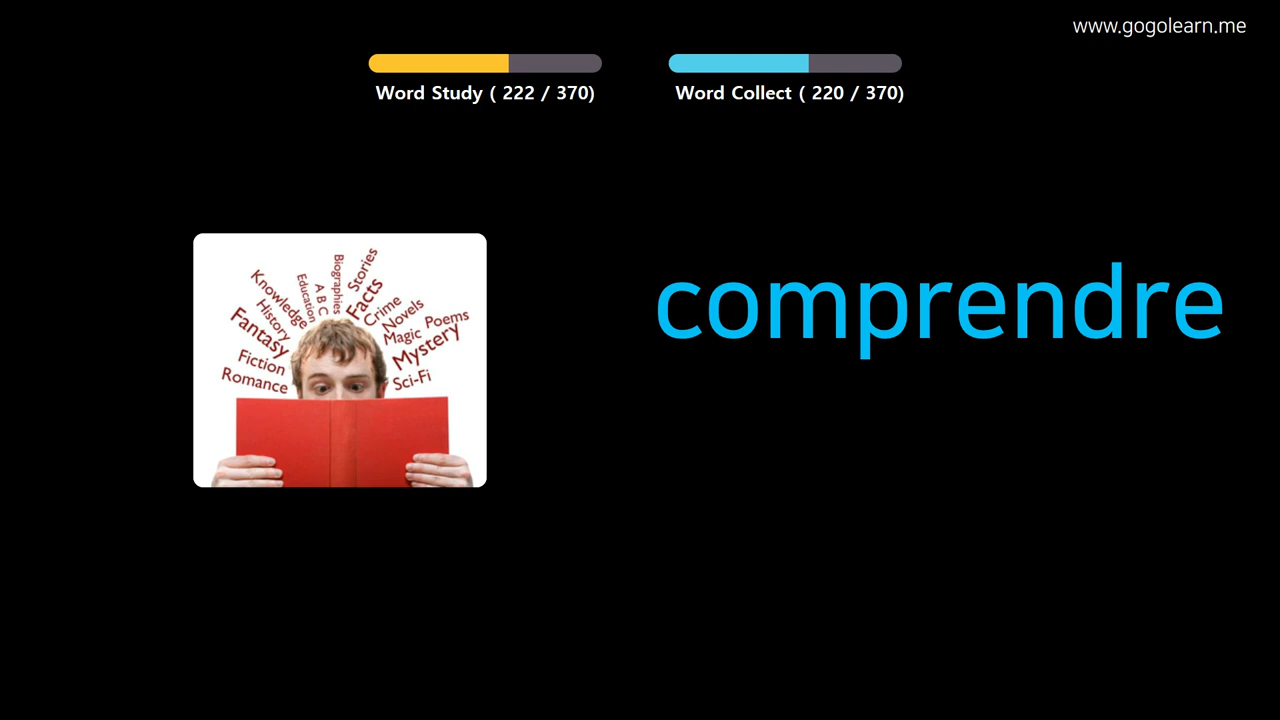 www.gogolearn.me
Word Study ( 222 / 370)
Word Collect ( 220 / 370)
comprendre
Stories
Biographies
Facts
A B C
Education
Knowledge
Crime
History
Novels
Fantasy
Poems
Magic
Mystery
Fiction
Romance
Sci-Fi